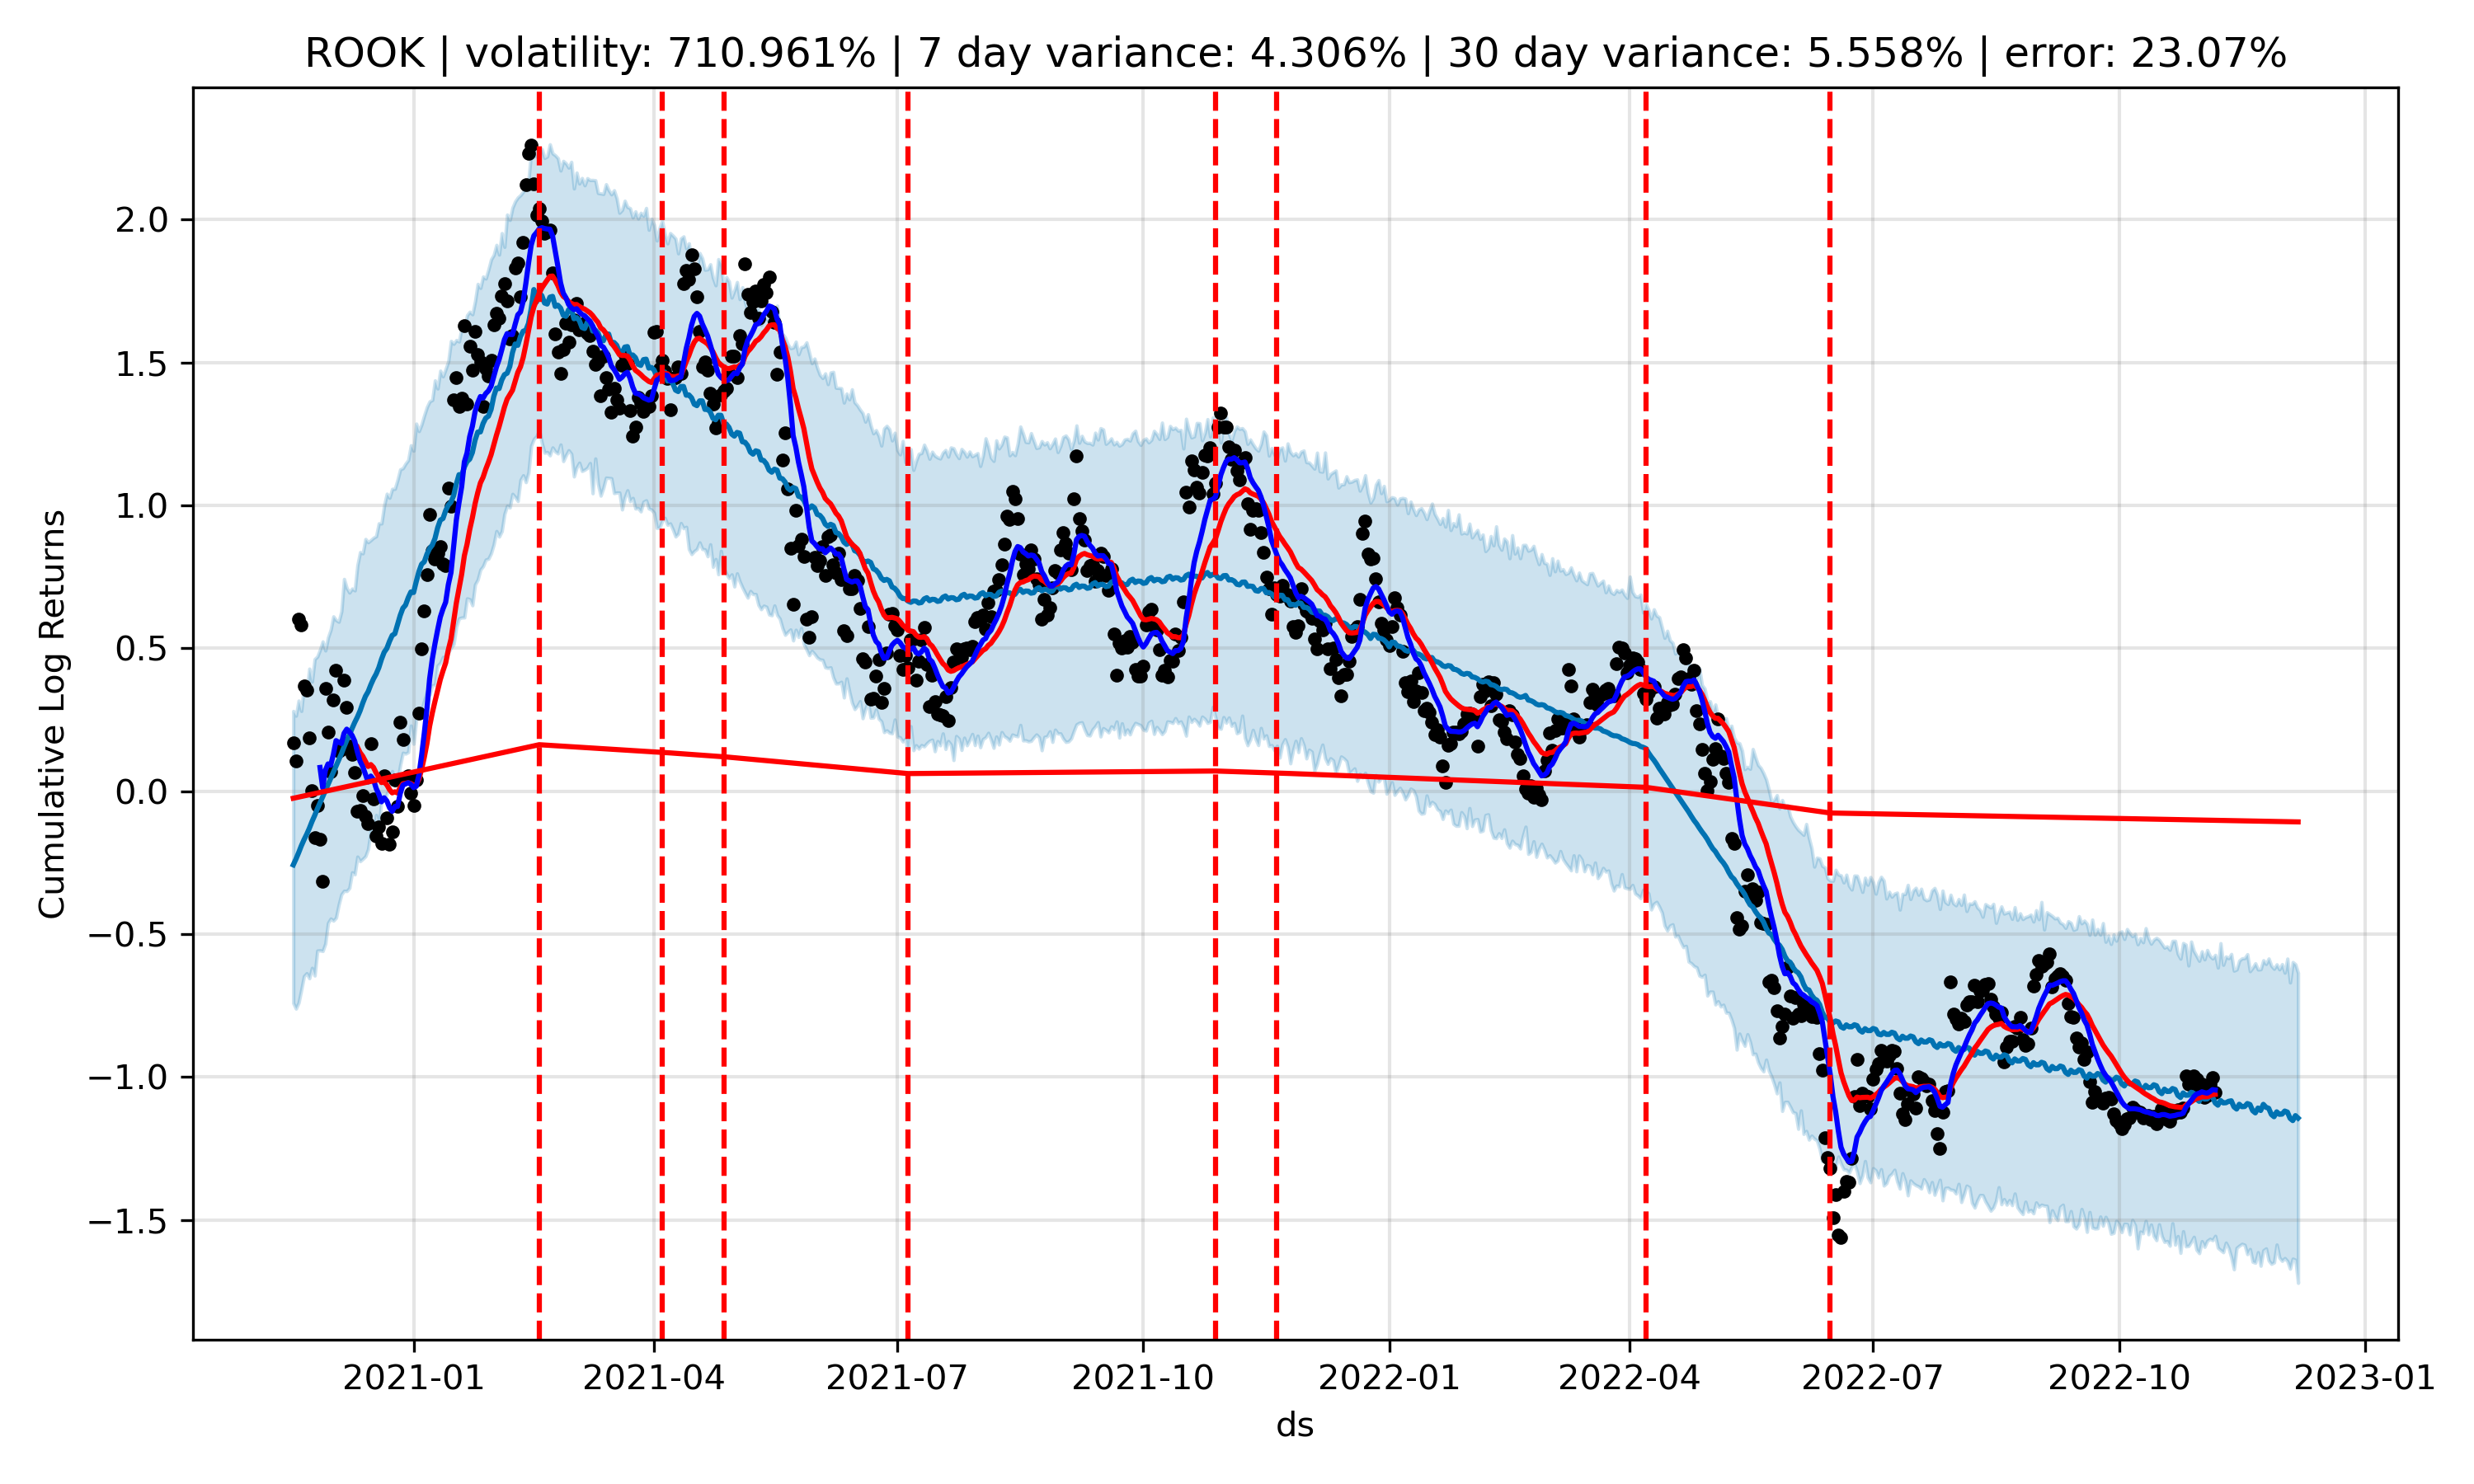 ROOK | volatility: 710.961% | 7 day variance: 4.306% | 30 day variance: 5.558% | error: 23.07%
Cumulative Log Returns
2.0
1.5
1.0
0.5
0.0
−0.5
−1.0
−1.5
2021-01 2021-04 2021-07 2021-10 2022-01 2022-04 2022-07 2022-10 2023-01
ds